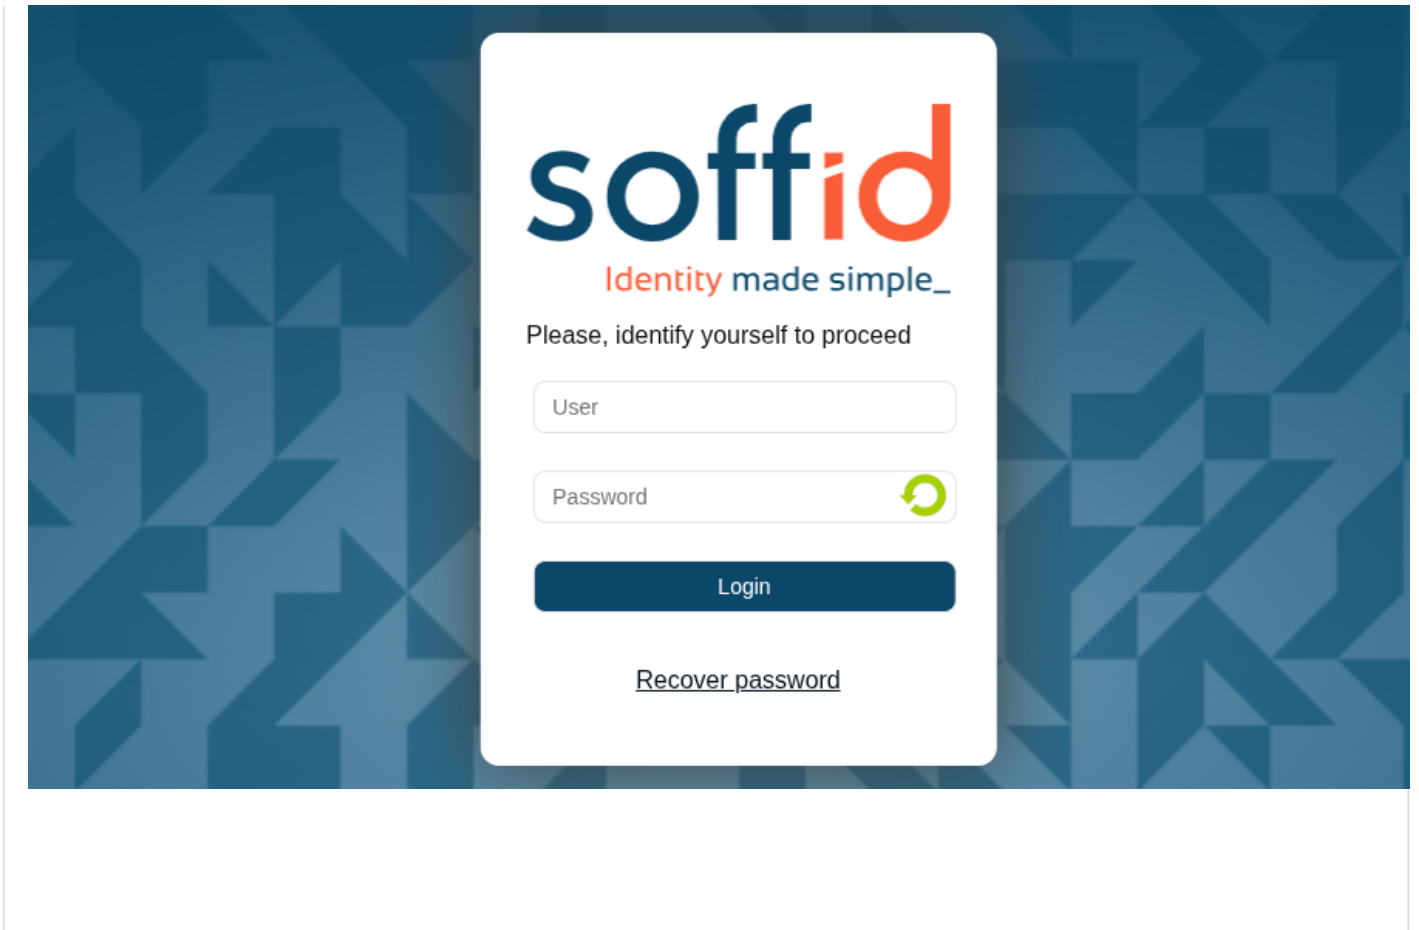 soffid
Identity made simple_
Please, identify yourself to proceed
User
Password
Login
Recover password